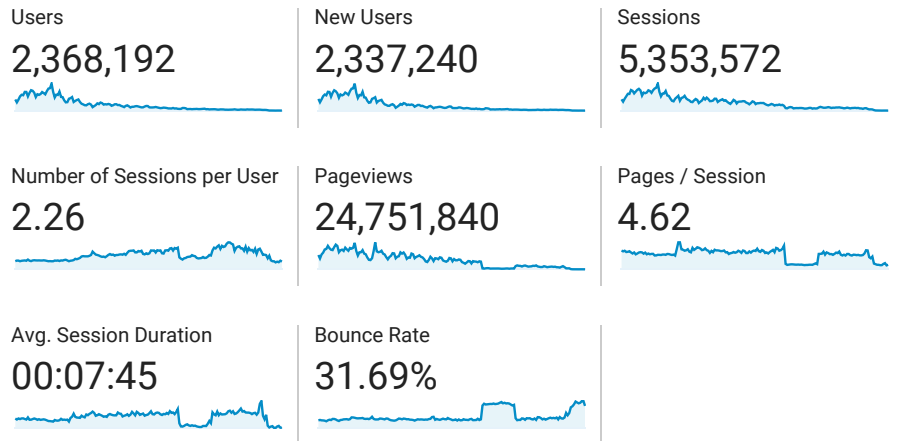 Users
2,368,192
New Users
2,337,240
Sessions
5,353,572
Number of Sessions per User
2.26
Pageviews
24,751,840
Pages / Session
4.62
Avg. Session Duration
00:07:45
Bounce Rate
31.69%